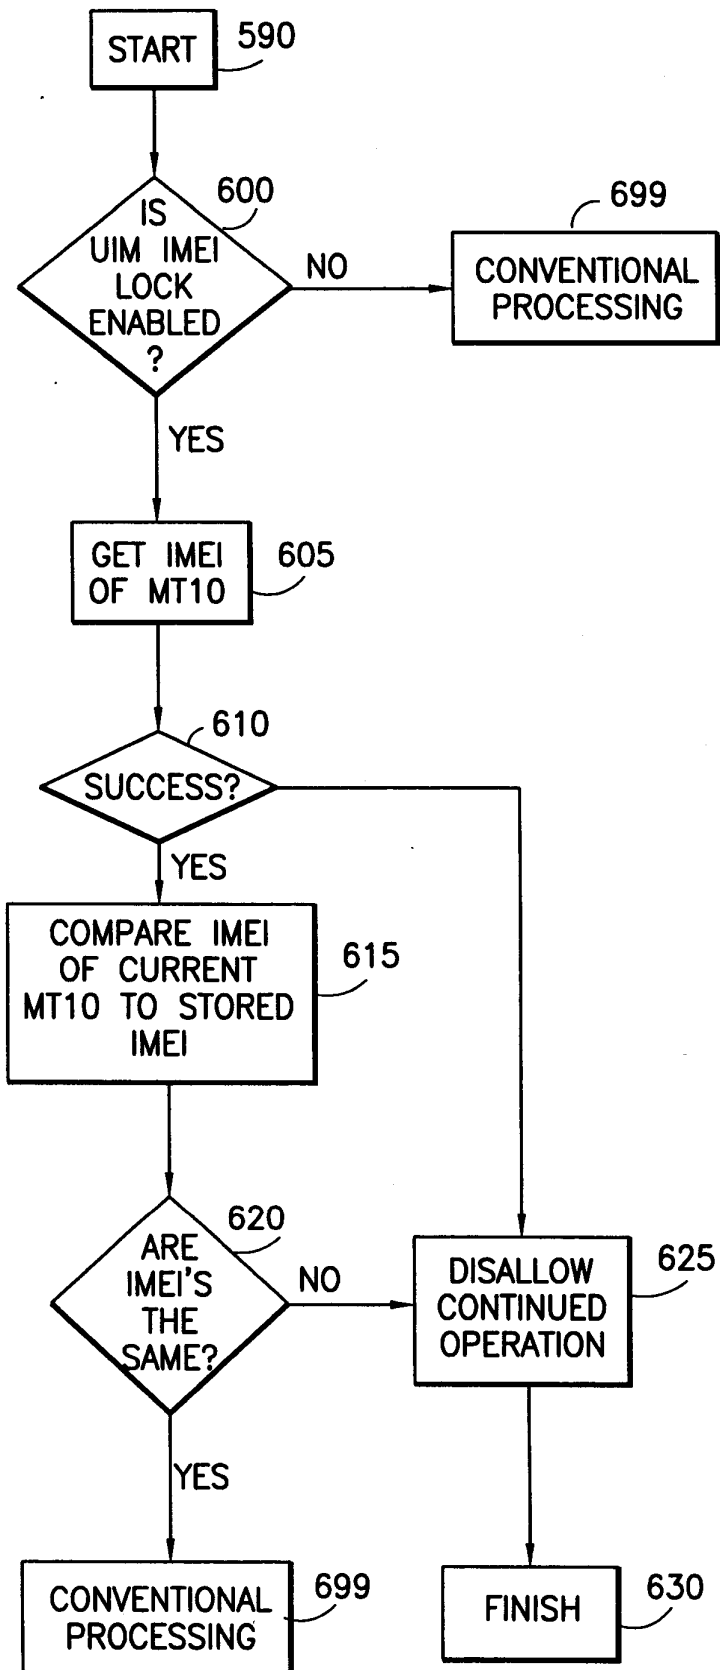 START
590
600
IS
UIM IMEI
LOCK
ENABLED
?
NO
699
CONVENTIONAL
PROCESSING
YES
GET IMEI
OF MT10
605
610
SUCCESS?
YES
COMPARE IMEI
OF CURRENT
MT10 TO STORED
IMEI
615
620
ARE
IMEI'S
THE
SAME?
NO
DISALLOW
CONTINUED
OPERATION
625
YES
CONVENTIONAL
PROCESSING
699
FINISH
630